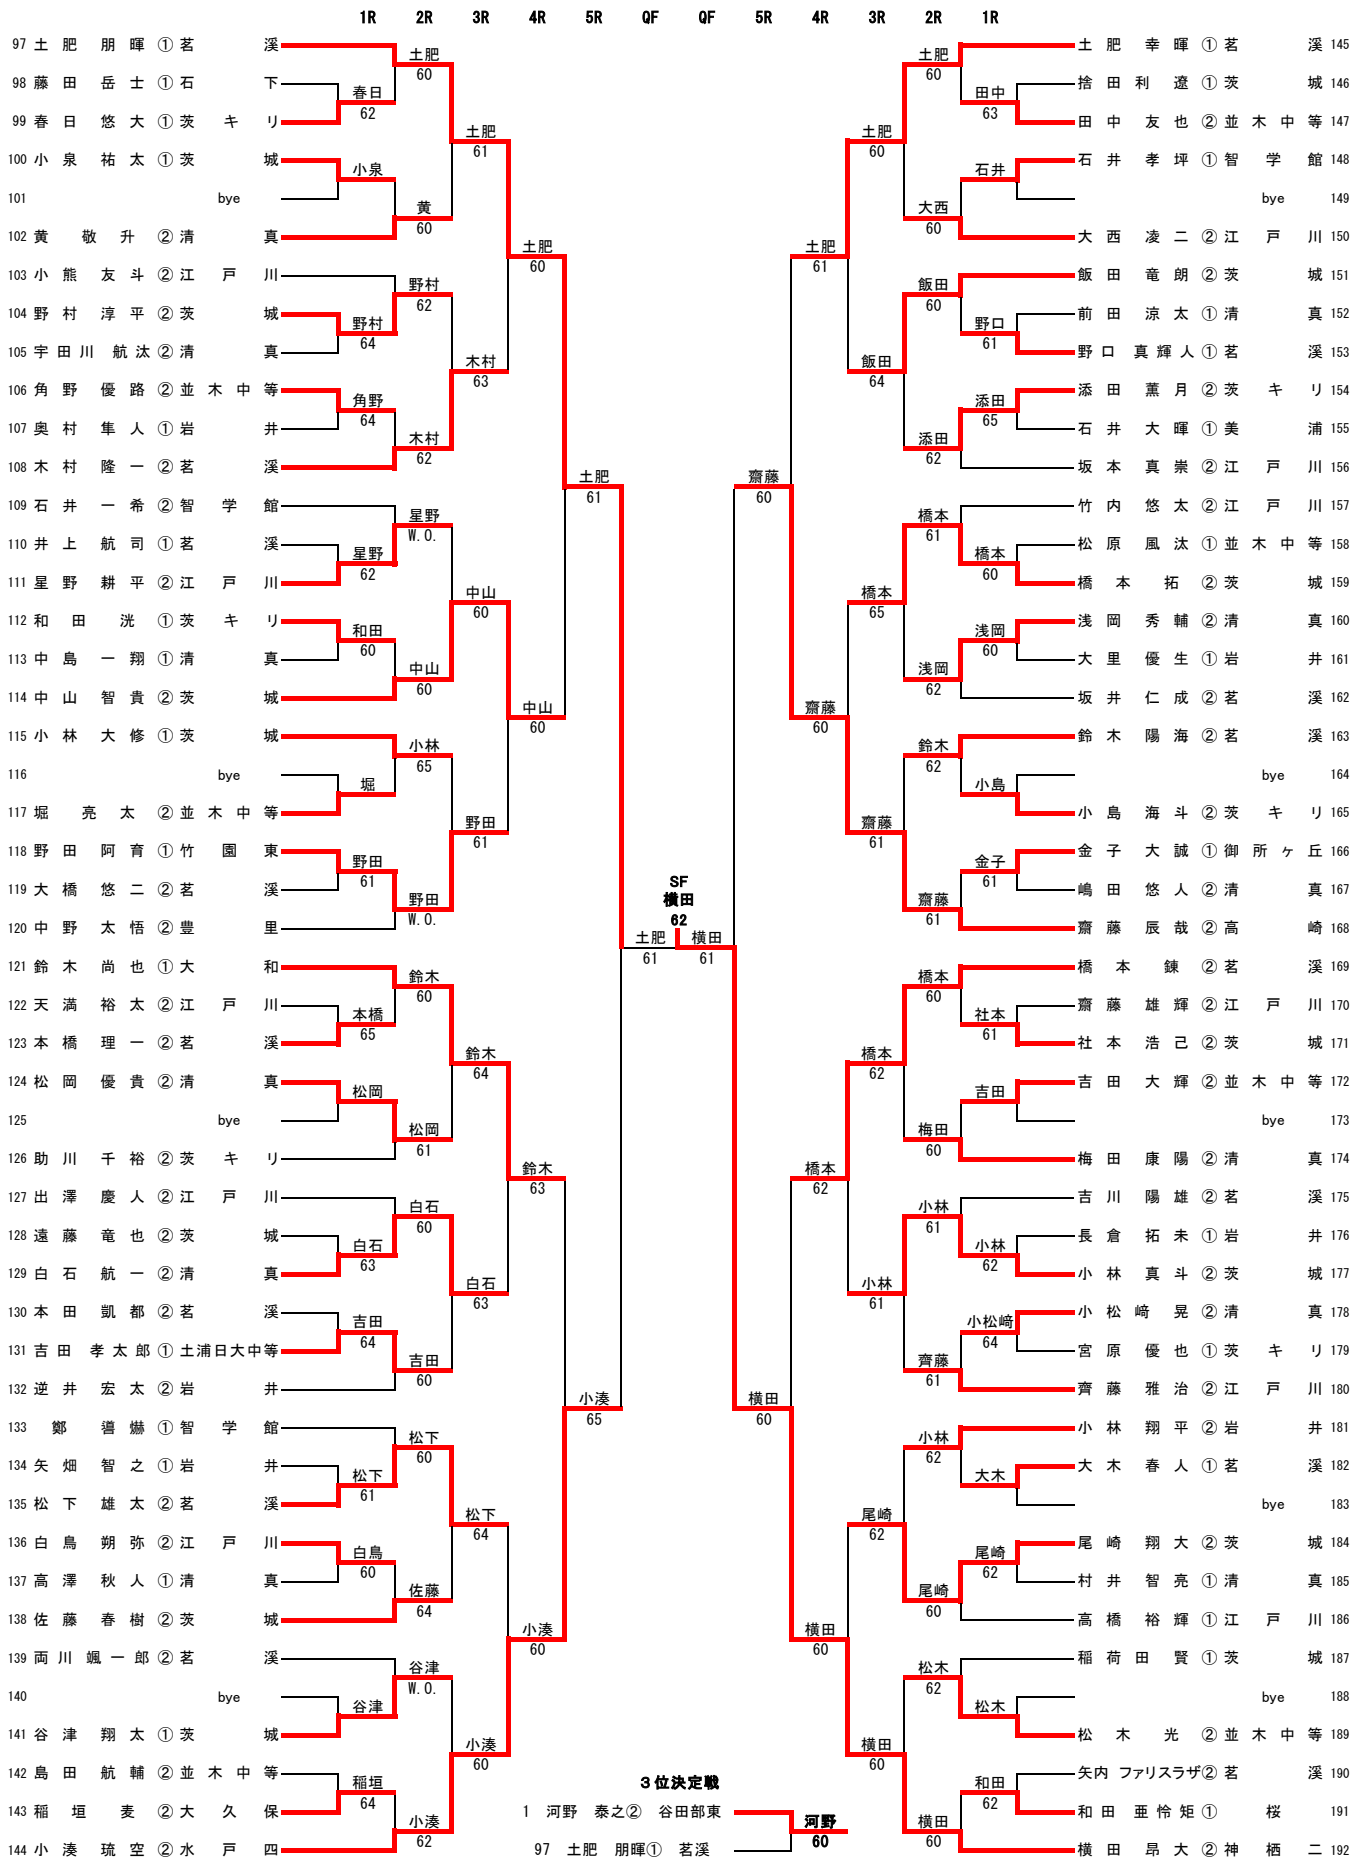 1R 2R 3R 4R 5R QF QF 5R 4R 3R 2R 1R
97 土肥 朋暉 ① 茗溪
98 藤田 岳士 ① 石下
99 春日 悠大 ① 茨キリ
100 小泉 祐太 ① 茨城
101 bye
102 黄 敬升 ② 清真
103 小熊 友斗 ② 江戸川
104 野村 淳平 ② 茨城
105 宇田川 航汰 ② 清真
106 角野 優路 ② 並木中等
107 奥村 隼人 ① 岩井
108 木村 隆一 ② 茗溪
109 石井 一希 ② 智学館
110 井上 航司 ① 茗溪
111 星野 耕平 ② 江戸川
112 和田 洸 ① 茨キリ
113 中島 一翔 ① 清真
114 中山 智貴 ② 茨城
115 小林 大修 ① 茨城
116 bye
117 堀 亮太 ② 並木中等
118 野田 阿育 ① 竹園東
119 大橋 悠二 ② 茗溪
120 中野 太悟 ② 豊里
121 鈴木 尚也 ① 大和
122 天満 裕太 ② 江戸川
123 本橋 理一 ② 茗溪
124 松岡 優貴 ② 清真
125 bye
126 助川 千裕 ② 茨キリ
127 出澤 慶人 ② 江戸川
128 遠藤 竜也 ② 茨城
129 白石 航一 ② 清真
130 本田 凱都 ② 茗溪
131 吉田 孝太郎 ① 土浦日大中等
132 逆井 宏太 ② 岩井
133 鄭 ① 智学館
134 矢畑 智之 ① 岩井
135 松下 雄太 ② 茗溪
136 白鳥 朔弥 ② 江戸川
137 高澤 秋人 ① 清真
138 佐藤 春樹 ② 茨城
139 両川 颯一郎 ② 茗溪
140 bye
141 谷津 翔太 ① 茨城
142 島田 航輔 ② 並木中等
143 稲垣 麦 ② 大久保
144 小湊 琉空 ② 水戸四
春日
62
小泉
野村
64
角野
64
星野
62
和田
60
堀
野田
61
本橋
65
松岡
白石
63
吉田
64
松下
61
白鳥
60
谷津
稲垣
64
土肥
60
黄
60
野村
62
木村
62
星野
W.O.
中山
60
小林
65
野田
W.O.
鈴木
60
松岡
61
白石
60
吉田
60
松下
60
佐藤
64
谷津
W.O.
小湊
62
土肥
61
木村
63
中山
60
野田
61
鈴木
64
白石
63
松下
64
小湊
60
土肥
60
中山
60
鈴木
63
小湊
60
土肥
61
小湊
65
土肥
61
SF
横田
62
横田
61
齋藤
60
横田
60
土肥
61
齋藤
60
橋本
62
横田
60
土肥
60
飯田
64
橋本
65
齋藤
61
橋本
62
小林
61
尾崎
62
横田
60
土肥
60
大西
60
飯田
60
添田
62
橋本
61
浅岡
62
鈴木
62
齋藤
61
橋本
60
梅田
60
小林
61
齊藤
61
小林
62
尾崎
60
松木
62
横田
60
田中
63
石井
野口
61
添田
65
橋本
60
浅岡
60
小島
金子
61
社本
61
吉田
小林
62
小松﨑
64
大木
尾崎
62
松木
和田
62
土肥 幸暉 ① 茗溪 145
捨田利 遼 ① 茨城 146
田中 友也 ② 並木中等 147
石井 孝坪 ① 智学館 148
bye 149
大西 凌二 ② 江戸川 150
飯田 竜朗 ② 茨城 151
前田 涼太 ① 清真 152
野口 真輝人 ① 茗溪 153
添田 薫月 ② 茨キリ 154
石井 大暉 ① 美浦 155
坂本 真崇 ② 江戸川 156
竹内 悠太 ② 江戸川 157
松原 風汰 ① 並木中等 158
橋本 拓 ② 茨城 159
浅岡 秀輔 ② 清真 160
大里 優生 ① 岩井 161
坂井 仁成 ② 茗溪 162
鈴木 陽海 ② 茗溪 163
bye 164
小島 海斗 ② 茨キリ 165
金子 大誠 ① 御所ヶ丘 166
嶋田 悠人 ② 清真 167
齋藤 辰哉 ② 高崎 168
橋本 錬 ② 茗溪 169
齋藤 雄輝 ② 江戸川 170
社本 浩己 ② 茨城 171
吉田 大輝 ② 並木中等 172
bye 173
梅田 康陽 ② 清真 174
吉川 陽雄 ② 茗溪 175
長倉 拓未 ① 岩井 176
小林 真斗 ② 茨城 177
小松﨑 晃 ② 清真 178
宮原 優也 ① 茨キリ 179
齊藤 雅治 ② 江戸川 180
小林 翔平 ② 岩井 181
大木 春人 ① 茗溪 182
bye 183
尾崎 翔大 ② 茨城 184
村井 智亮 ① 清真 185
高橋 裕輝 ① 江戸川 186
稲荷田 賢 ① 茨城 187
bye 188
松木 光 ② 並木中等 189
矢内 ファリスラザ② 茗溪 190
和田 亜怜矩 ① 桜 191
横田 昂大 ② 神栖二 192
３位決定戦
1 河野 泰之② 谷田部東
97 土肥 朋暉① 茗溪
河野
60